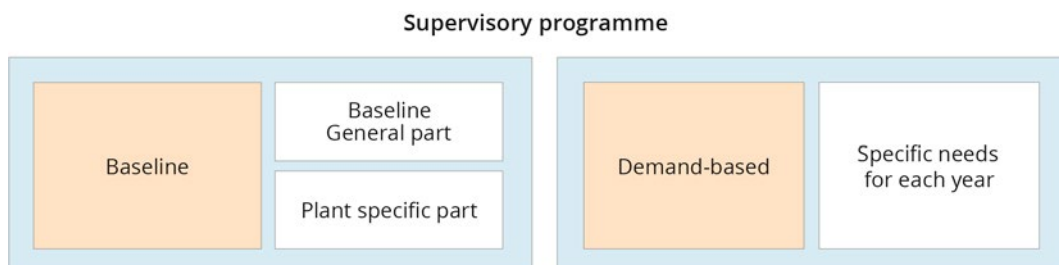 Supervisory programme
Baseline
Baseline
General part
Plant specific part
Demand-based
Specific needs
for each year